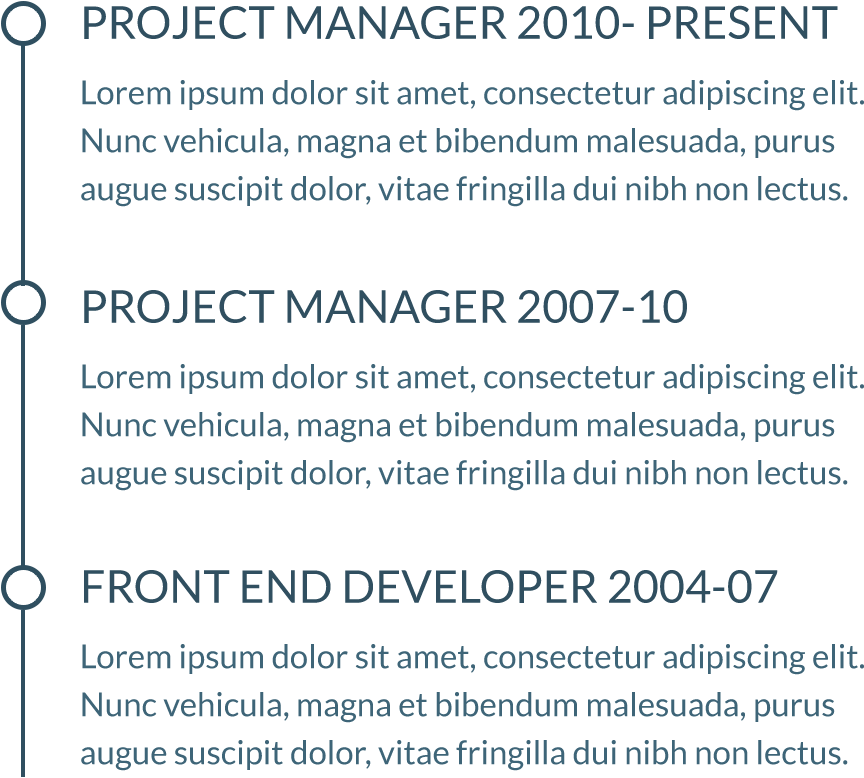 PROJECT MANAGER 2010- PRESENT
Lorem ipsum dolor sit amet, consectetur adipiscing elit.
Nunc vehicula, magna et bibendum malesuada, purus
augue suscipit dolor, vitae fringilla dui nibh non lectus.
PROJECT MANAGER 2007-10
Lorem ipsum dolor sit amet, consectetur adipiscing elit.
Nunc vehicula, magna et bibendum malesuada, purus
augue suscipit dolor, vitae fringilla dui nibh non lectus.
FRONT END DEVELOPER 2004-07
Lorem ipsum dolor sit amet, consectetur adipiscing elit.
Nunc vehicula, magna et bibendum malesuada, purus
augue suscipit dolor, vitae fringilla dui nibh non lectus.